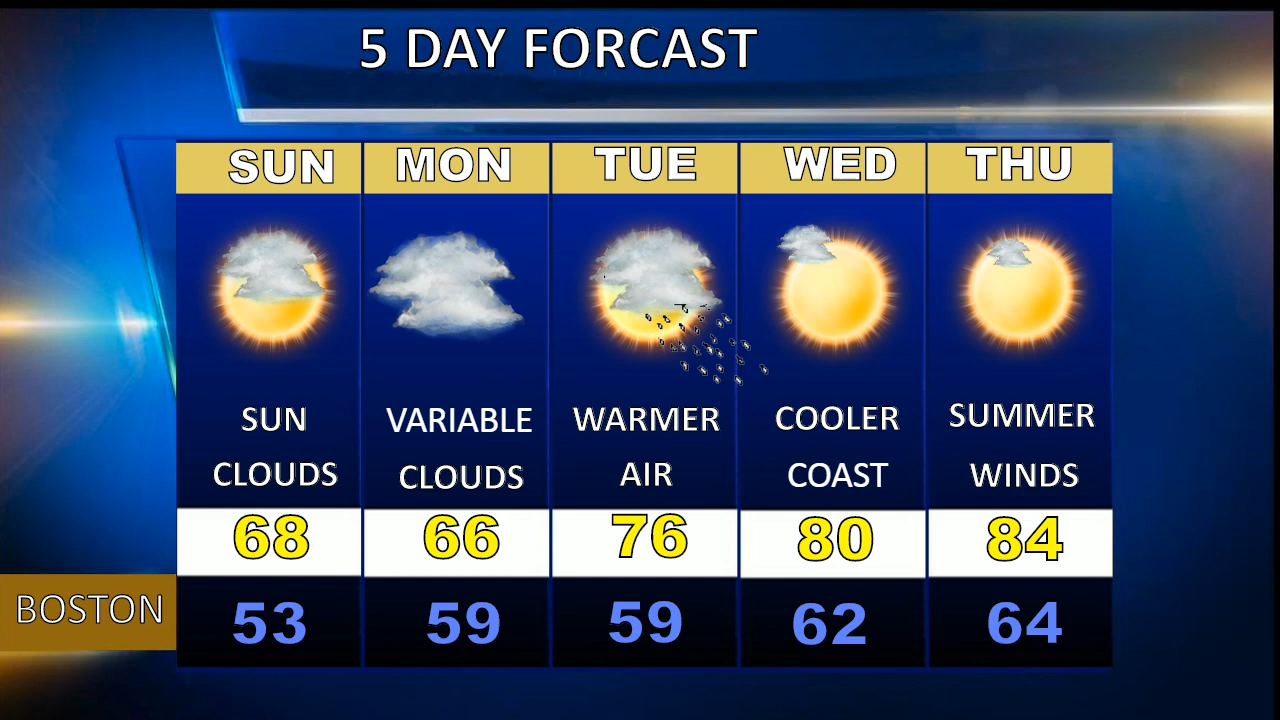 5 DAY FORCAST
SUN MON TUE WED THU
SUN VARIABLE WARMER COOLER SUMMER
CLOUDS CLOUDS AIR COAST WINDS
68 66 76 80 84
BOSTON 53 59 59 62 64